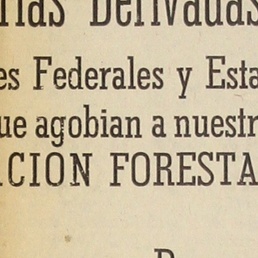 rias Derivadas
es Federales y Esta
ue agobian a nuestr
ACION FORESTA